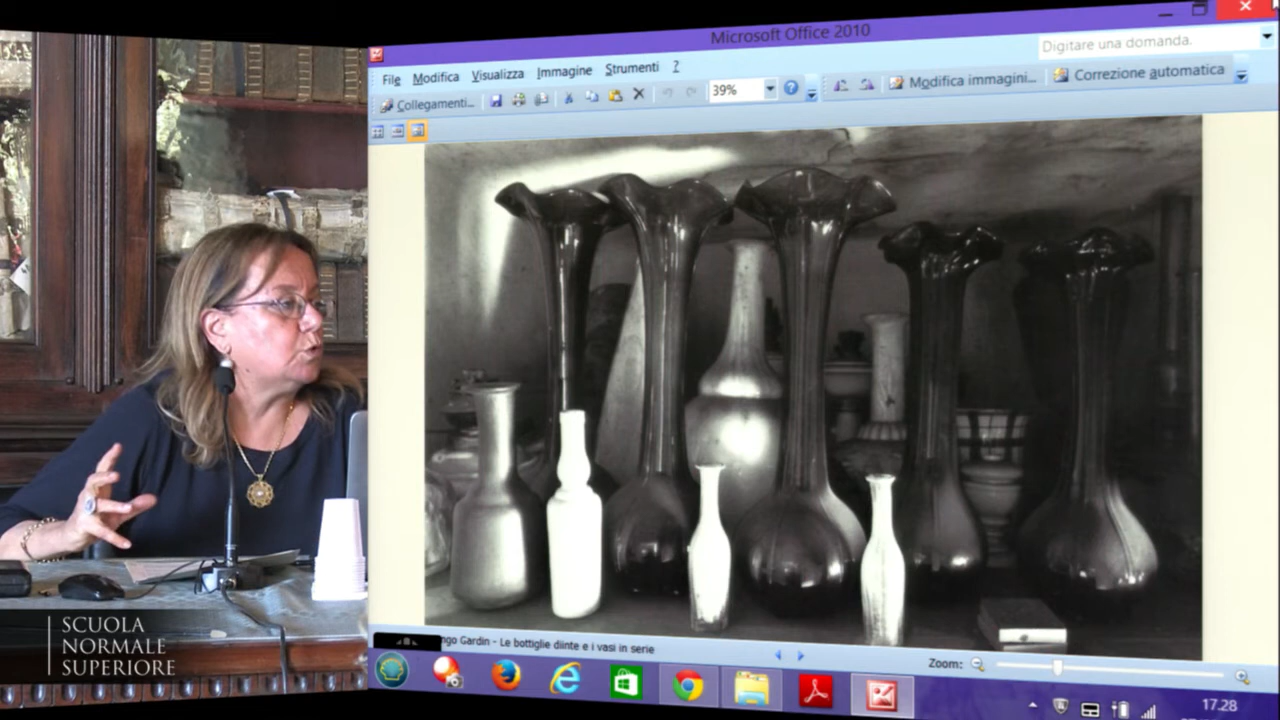 Microsoft Office 2010
Digitare una domanda.
File Modifica Visualizza Immagine Strumenti ?
Collegamenti... 39% Modifica immagini... Correzione automatica
ngo Gardin - Le bottiglie diinte e i vasi in serie
Zoom:
17.28
SCUOLA
NORMALE
SUPERIORE